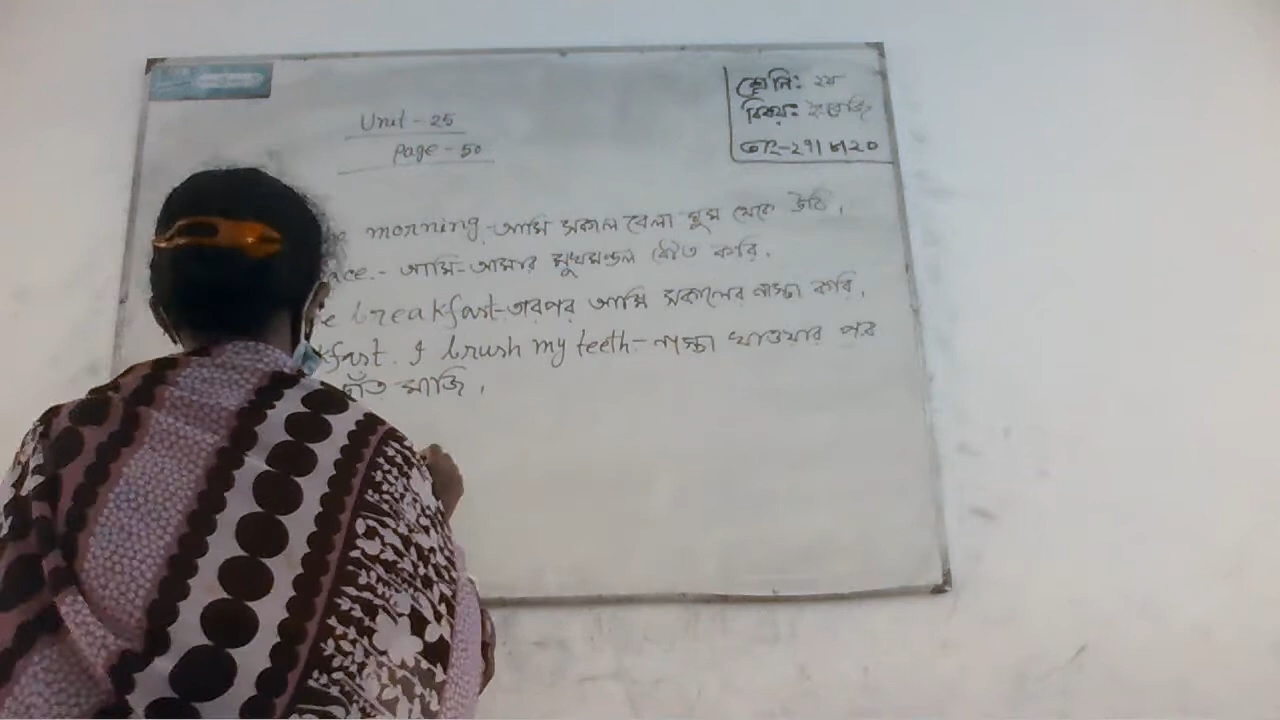 শ্রেণি: ২য়
বিষয়: ইংরেজি
তাং-২৭।৮।২০
Unit - 25
Page - 50
morning.-আমি সকাল বেলা ঘুম থেকে উঠি।
ace.- আমি-আমার মুখমন্ডল ধৌত করি।
e breakfast-তারপর আমি সকালের নাস্তা করি।
kfast. I brush my teeth-নাস্তা খাওয়ার পর
দাঁত মাজি।